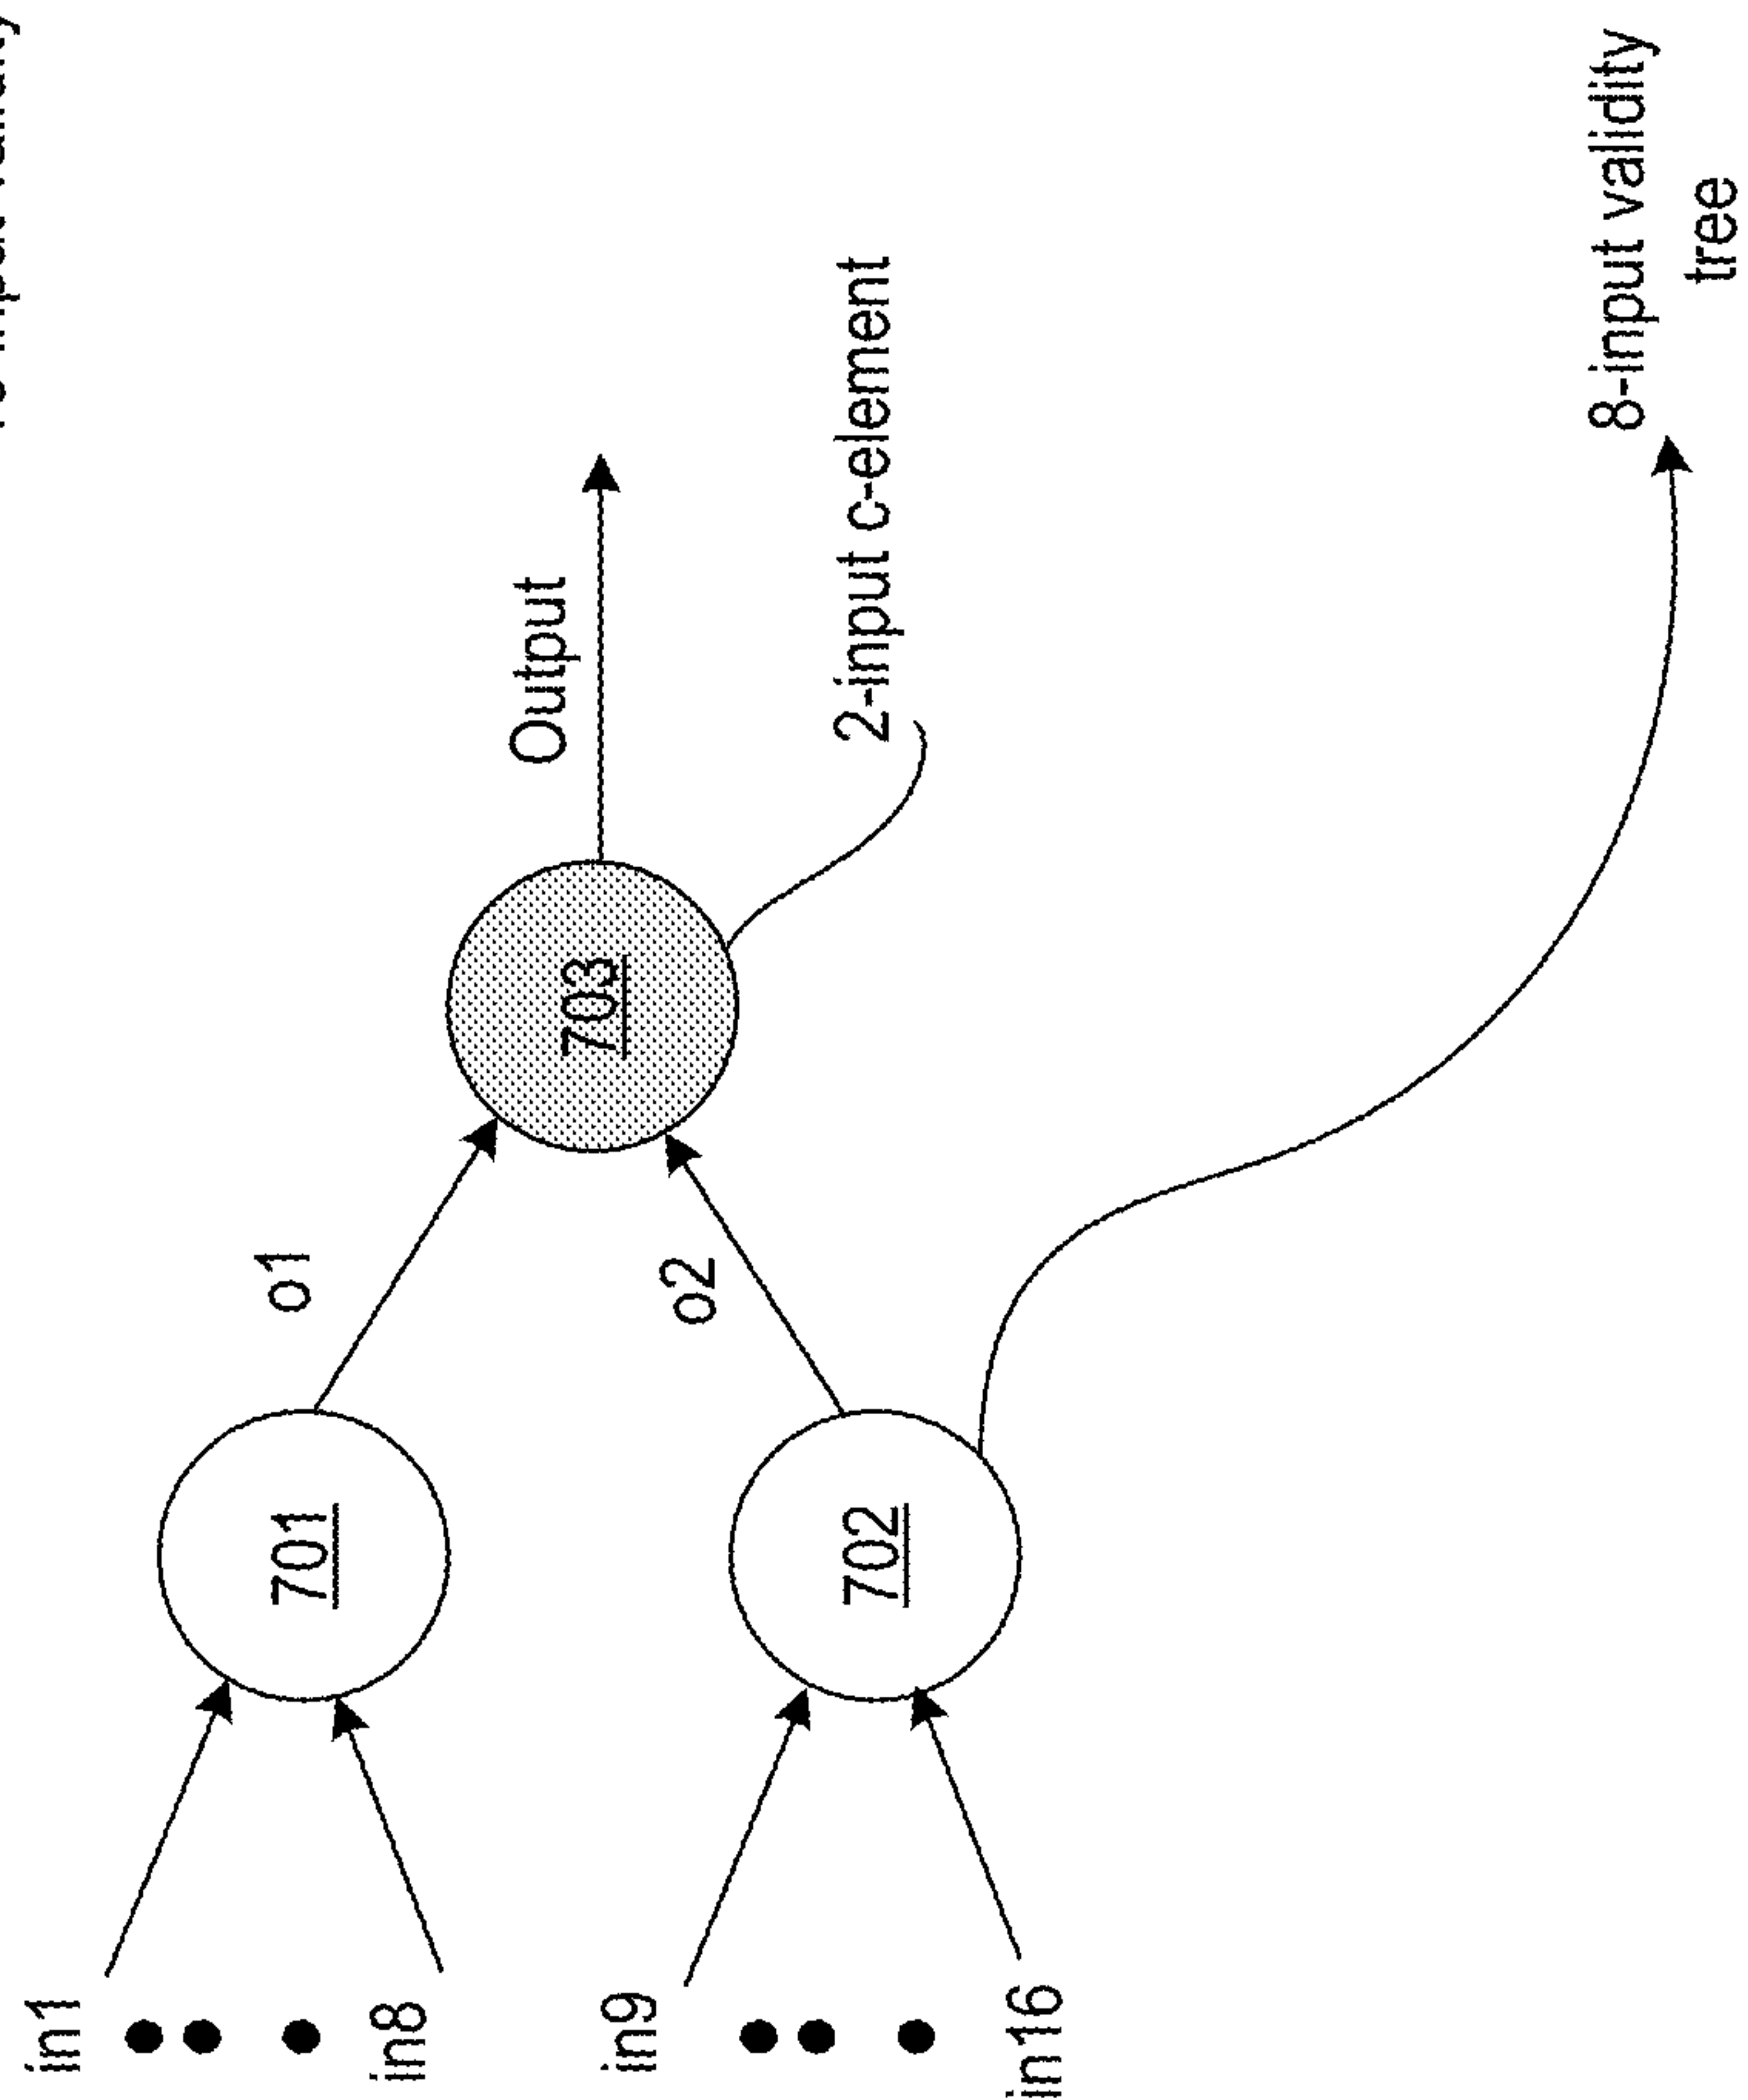 in1
in8
in9
in16
701
702
o1
o2
703
Output
2-input c-element
8-input validity
tree